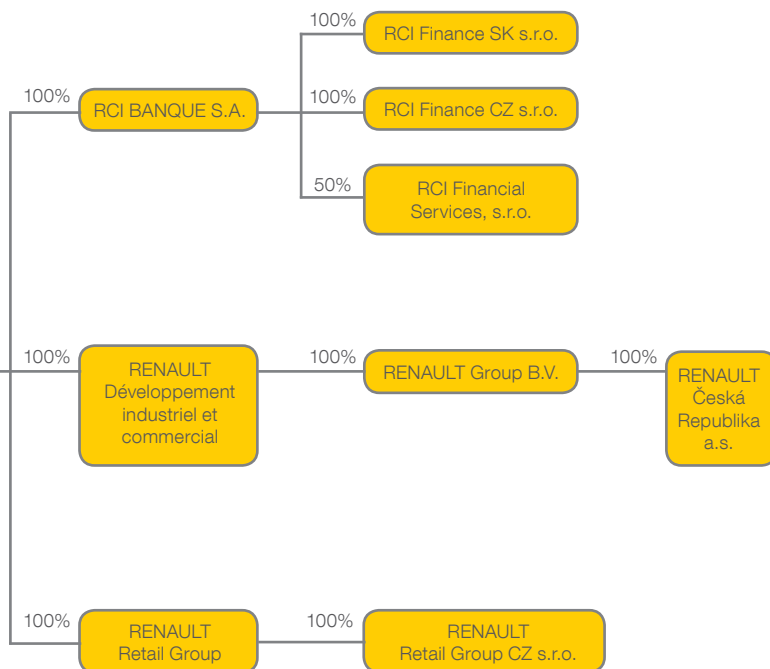 100%
RCI Finance SK s.r.o.
100%
RCI BANQUE S.A.
100%
RCI Finance CZ s.r.o.
50%
RCI Financial
Services, s.r.o.
100%
RENAULT
Développement
industriel et
commercial
100%
RENAULT Group B.V.
100%
RENAULT
Česká
Republika
a.s.
100%
RENAULT
Retail Group
100%
RENAULT
Retail Group CZ s.r.o.